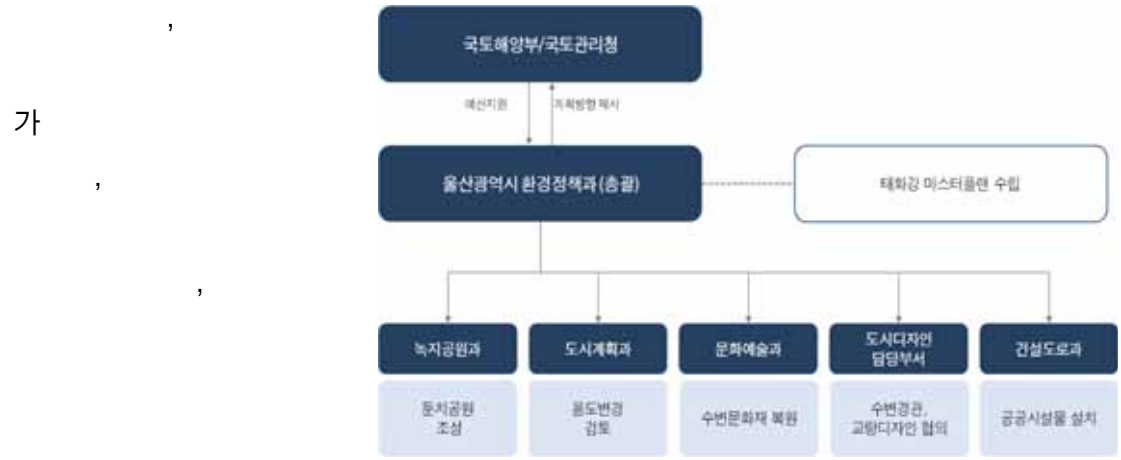 ,
가
,
,
국토해양부/국토관리청
예산지원
계획방향 제시
울산광역시 환경정책과(총괄)
태화강 마스터플랜 수립
녹지공원과
도시계획과
문화예술과
도시디자인
담당부서
건설도로과
둔치공원
조성
용도변경
검토
수변문화재 복원
수변경관,
교량디자인 협의
공공시설물 설치